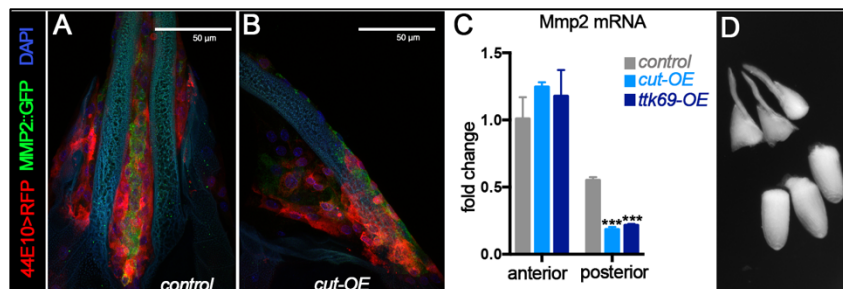 44E10>RFP MMP2::GFP DAPI
A
50 µm
control
B
50 µm
cut-OE
C
Mmp2 mRNA
fold change
1.5
1.0
0.5
0.0
control
cut-OE
ttk69-OE
*** ***
anterior posterior
D